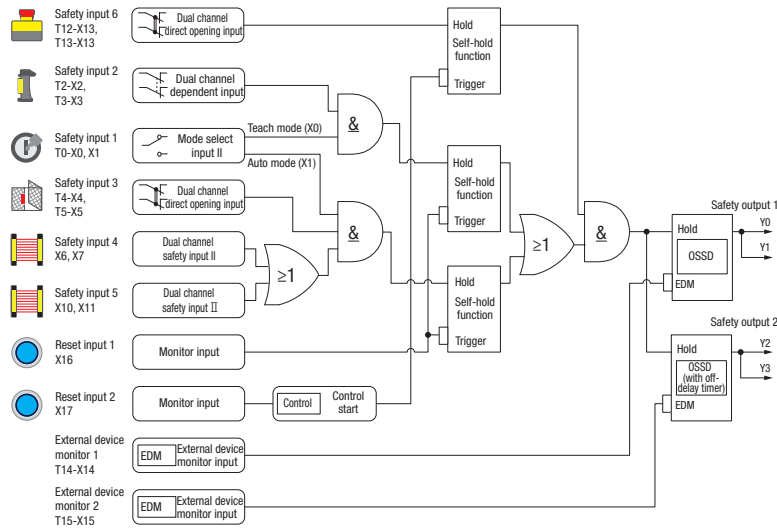 Safety input 6
T12-X13,
T13-X13
Dual channel
direct opening input
Hold
Self-hold
function
Trigger
Safety input 2
T2-X2,
T3-X3
Dual channel
dependent input
&
Safety input 1
T0-X0, X1
Mode select
input II
Teach mode (X0)
Auto mode (X1)
Hold
Self-hold
function
Trigger
Safety input 3
T4-X4,
T5-X5
Dual channel
direct opening input
&
≥1
&
Safety output 1
Hold
OSSD
EDM
Y0
Y1
Safety input 4
X6, X7
Dual channel
safety input II
≥1
Hold
Self-hold
function
Trigger
Safety input 5
X10, X11
Dual channel
safety input II
Safety output 2
Hold
OSSD
(with off-
delay timer)
EDM
Y2
Y3
Reset input 1
X16
Monitor input
Reset input 2
X17
Monitor input
Control
Control
start
External device
monitor 1
T14-X14
EDM
External device
monitor input
External device
monitor 2
T15-X15
EDM
External device
monitor input